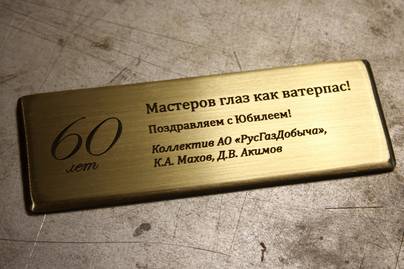 60
лет
Мастеров глаз как ватерпас!
Поздравляем с Юбилеем!
Коллектив АО «РусГазДобыча»,
К.А. Махов, Д.В. Акимов